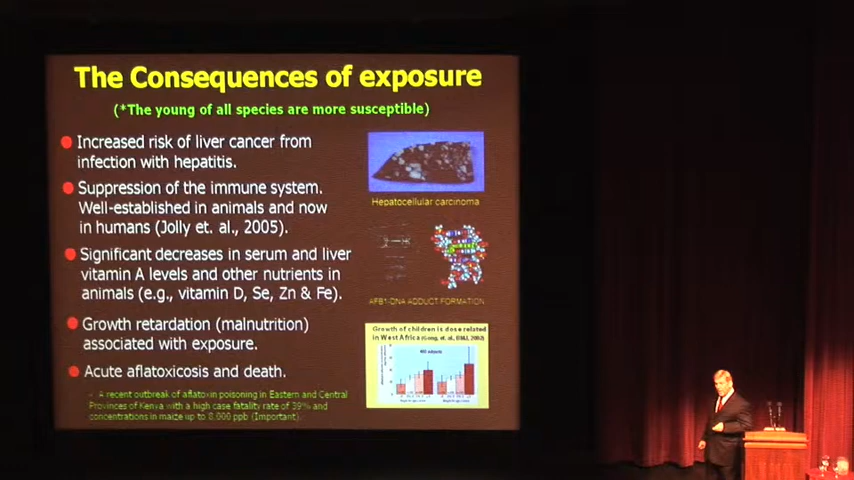 The Consequences of exposure
(*The young of all species are more susceptible)
Increased risk of liver cancer from
infection with hepatitis.
Suppression of the immune system.
Well-established in animals and now
in humans (Jolly et. al., 2005).
Significant decreases in serum and liver
vitamin A levels and other nutrients in
animals (e.g., vitamin D, Se, Zn & Fe).
Growth retardation (malnutrition)
associated with exposure.
Acute aflatoxicosis and death.
A recent outbreak of aflatoxin poisoning in Eastern and Central
Provinces of Kenya with a high case fatality rate of 39% and
concentrations in maize up to 8,000 ppb (Important).
Hepatocellular carcinoma
AFB1-DNA ADDUCT FORMATION
Growth of children is dose related
in West Africa (Gong, et. al., BMJ, 2002)